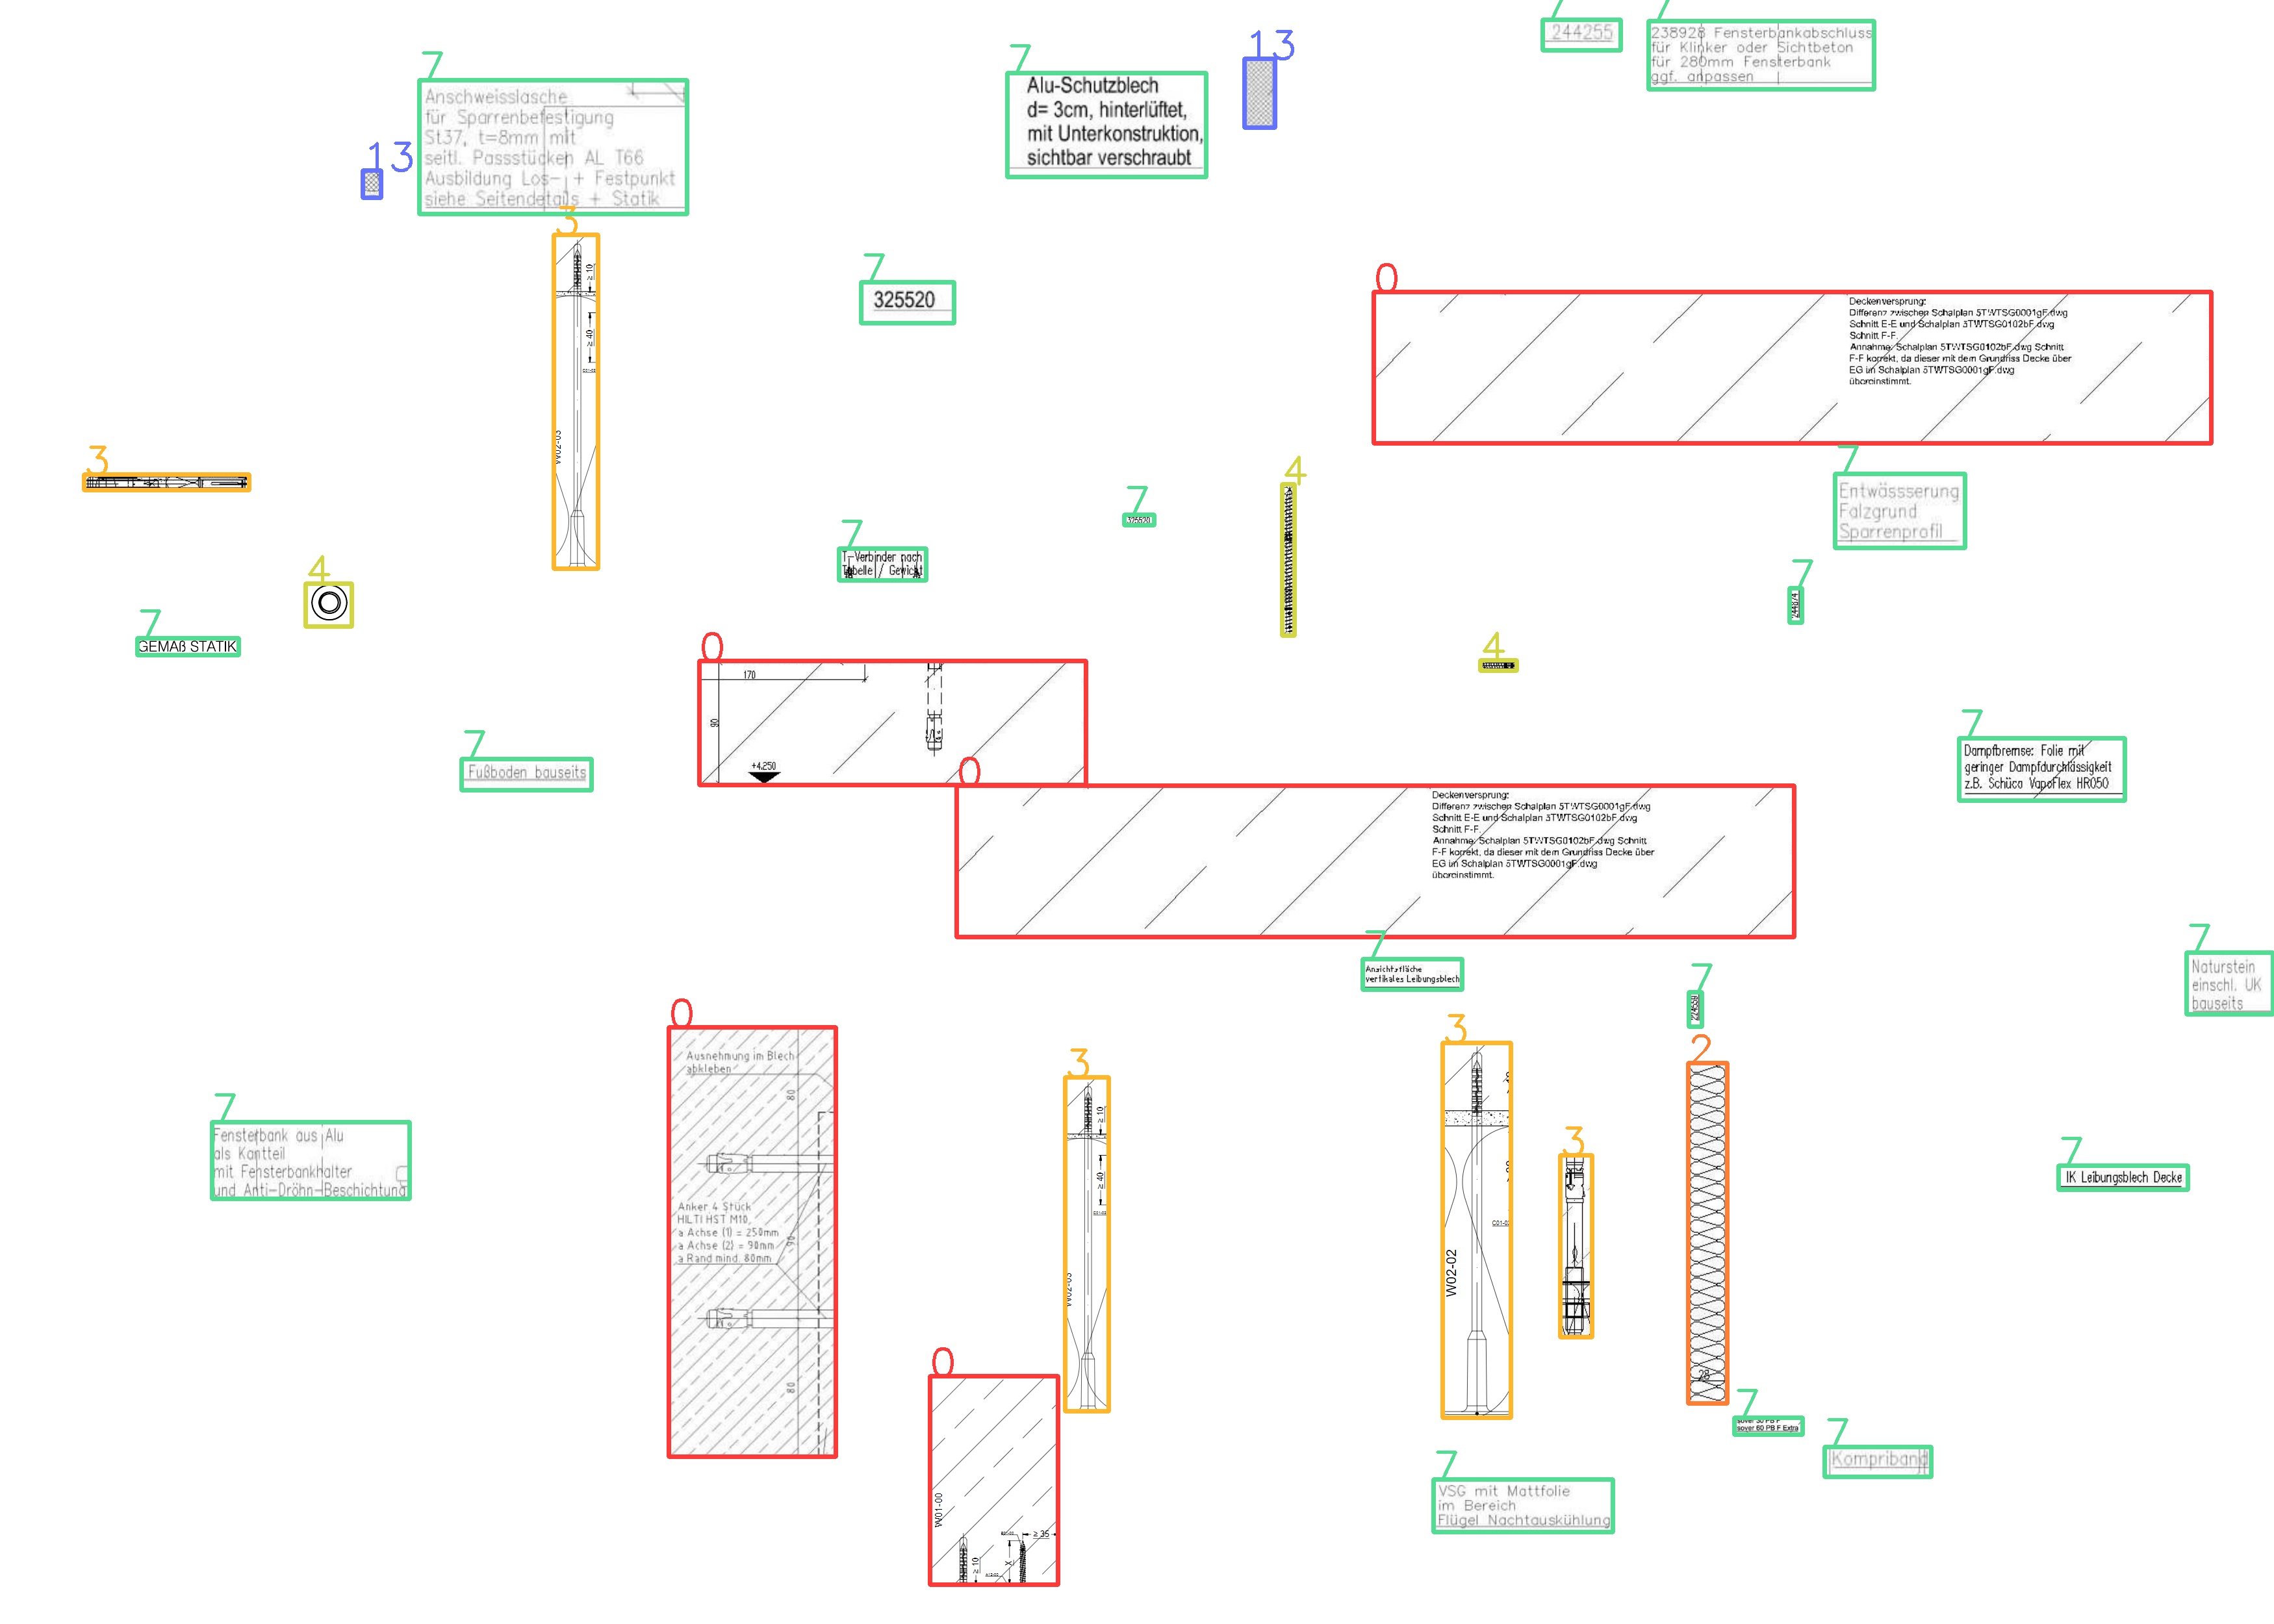 7
7
13
7
7
244255
238928 Fensterbankabschluss
für Klinker oder Sichtbeton
für 280mm Fensterbank
ggf. anpassen
Anschweisslasche
für Sparrenbefestigung
St37, t=8mm mit
seitl. Passstücken AL T66
Ausbildung Los- + Festpunkt
siehe Seitendetails + Statik
Alu-Schutzblech
d= 3cm, hinterlüftet,
mit Unterkonstruktion,
sichtbar verschraubt
13
3
≥ 10
≥ 40
W02-03
7
325520
0
Deckenversprung:
Differenz zwischen Schalplan 5TWTSG0001gF.dwg
Schnitt E-E und Schalplan 5TWTSG0102bF.dwg
Schnitt F-F.
Annahme: Schalplan 5TWTSG0102bF.dwg Schnitt
F-F korrekt, da dieser mit dem Grundriss Decke über
EG im Schalplan 5TWTSG0001gF.dwg
übereinstimmt.
3
4
7
Entwässserung
Falzgrund
Sparrenprofil
7
325520
7
T-Verbinder nach
Tabelle / Gewicht
4
7
244874
7
GEMAß STATIK
0
170
90
+4.250
4
7
Fußboden bauseits
7
Dampfbremse: Folie mit
geringer Dampfdurchlässigkeit
z.B. Schüco VapoFlex HR050
0
Deckenversprung:
Differenz zwischen Schalplan 5TWTSG0001gF.dwg
Schnitt E-E und Schalplan 5TWTSG0102bF.dwg
Schnitt F-F.
Annahme: Schalplan 5TWTSG0102bF.dwg Schnitt
F-F korrekt, da dieser mit dem Grundriss Decke über
EG im Schalplan 5TWTSG0001gF.dwg
übereinstimmt.
7
Ansichtsfläche
vertikales Leibungsblech
7
Naturstein
einschl. UK
bauseits
7
224550
0
Ausnehmung im Blech
abkleben
80
Anker 4 Stück
HILTI HST M10,
a Achse (1) = 250mm
a Achse (2) = 90mm
a Rand mind. 80mm
90
80
3
≥ 10
≥ 40
W02-03
3
W02-02
3
2
28
7
Fensterbank aus Alu
als Kantteil
mit Fensterbankhalter
und Anti-Dröhn-Beschichtung
7
IK Leibungsblech Decke
0
W01-00
≥ 10
X
≥ 35
7
sover 60 PB F Extra
7
Kompriband
7
VSG mit Mattfolie
im Bereich
Flügel Nachtauskühlung